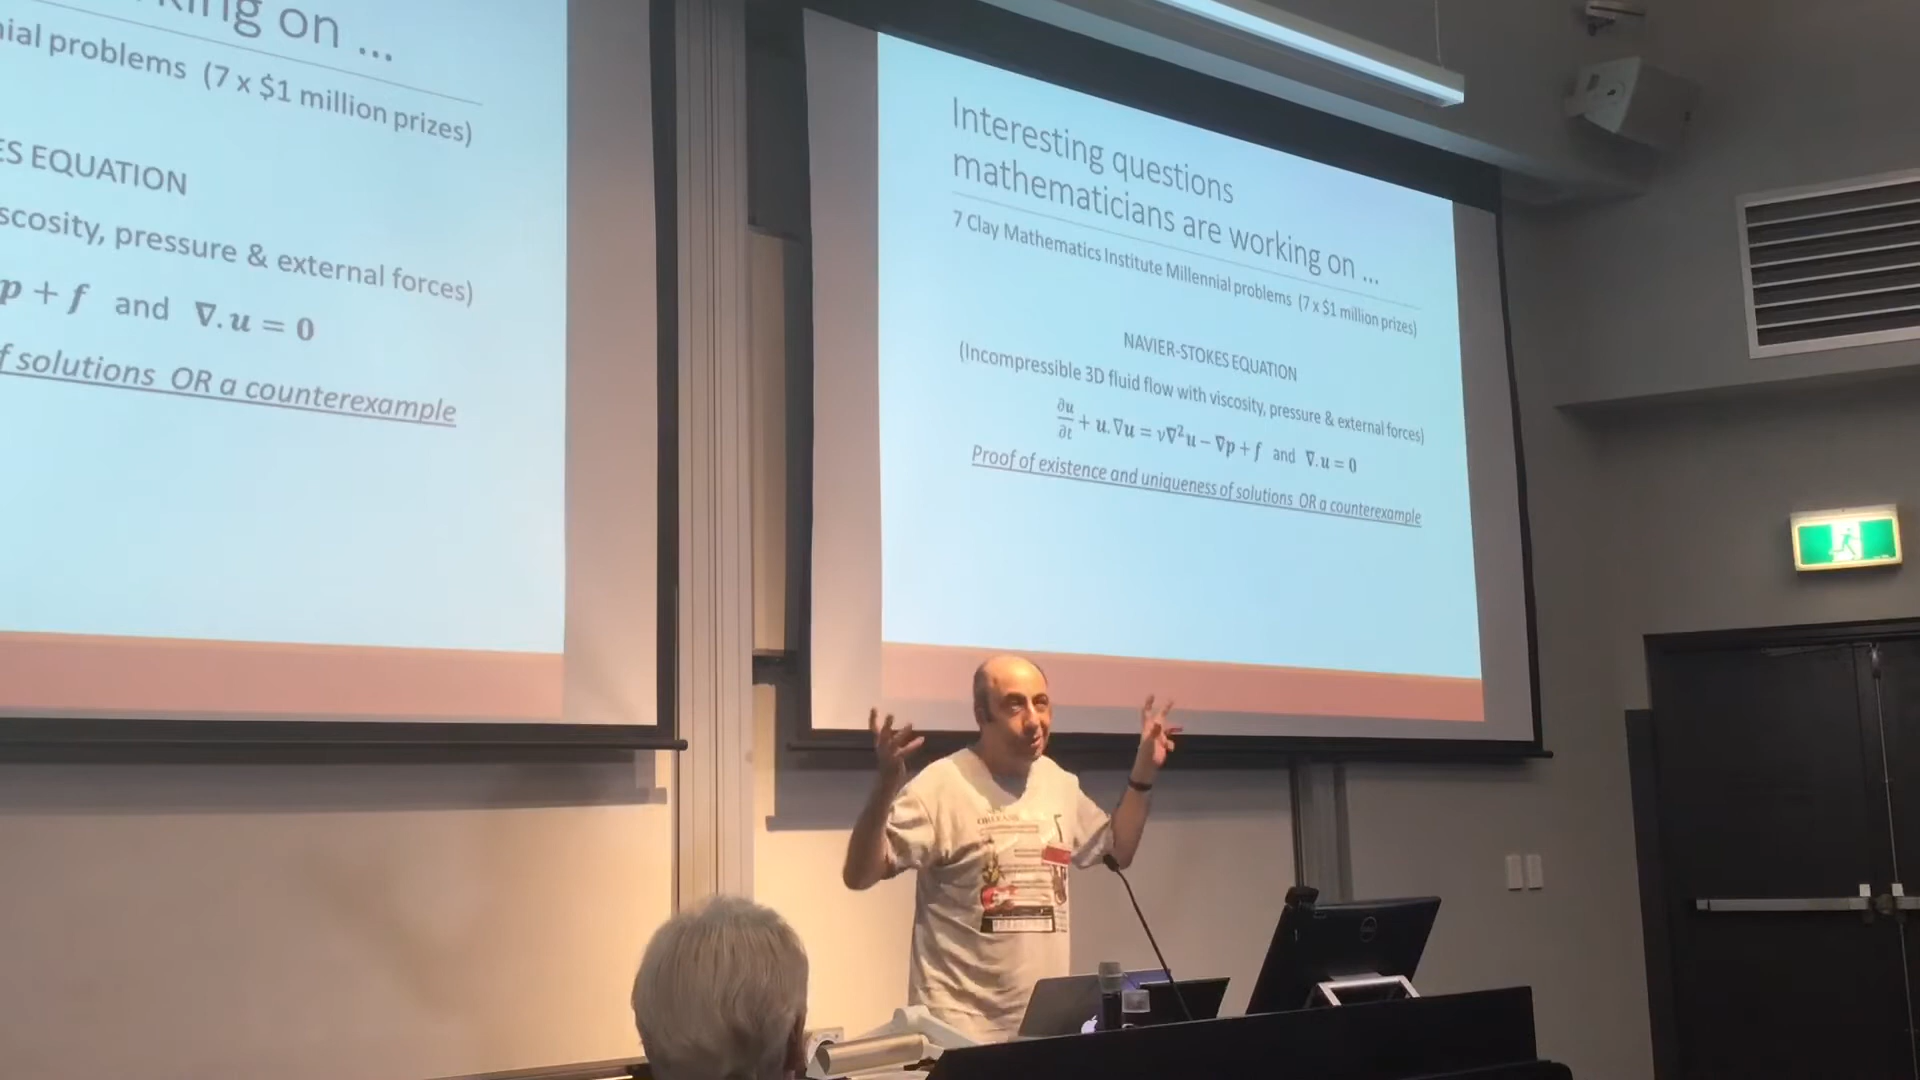 king on ...
nial problems (7 x $1 million prizes)
ES EQUATION
scosity, pressure & external forces)
p + f and ∇. u = 0
f solutions OR a counterexample
Interesting questions
mathematicians are working on ...
7 Clay Mathematics Institute Millennial problems (7 x $1 million prizes)
NAVIER-STOKES EQUATION
(Incompressible 3D fluid flow with viscosity, pressure & external forces)
∂u/∂t + u. ∇u = ν∇²u − ∇p + f and ∇. u = 0
Proof of existence and uniqueness of solutions OR a counterexample